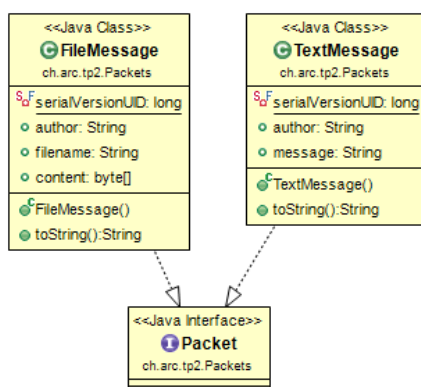 <<Java Class>>
C FileMessage
ch.arc.tp2.Packets
S F serialVersionUID: long
author: String
filename: String
content: byte[]
C FileMessage()
toString():String
<<Java Class>>
C TextMessage
ch.arc.tp2.Packets
S F serialVersionUID: long
author: String
message: String
C TextMessage()
toString():String
<<Java Interface>>
I Packet
ch.arc.tp2.Packets